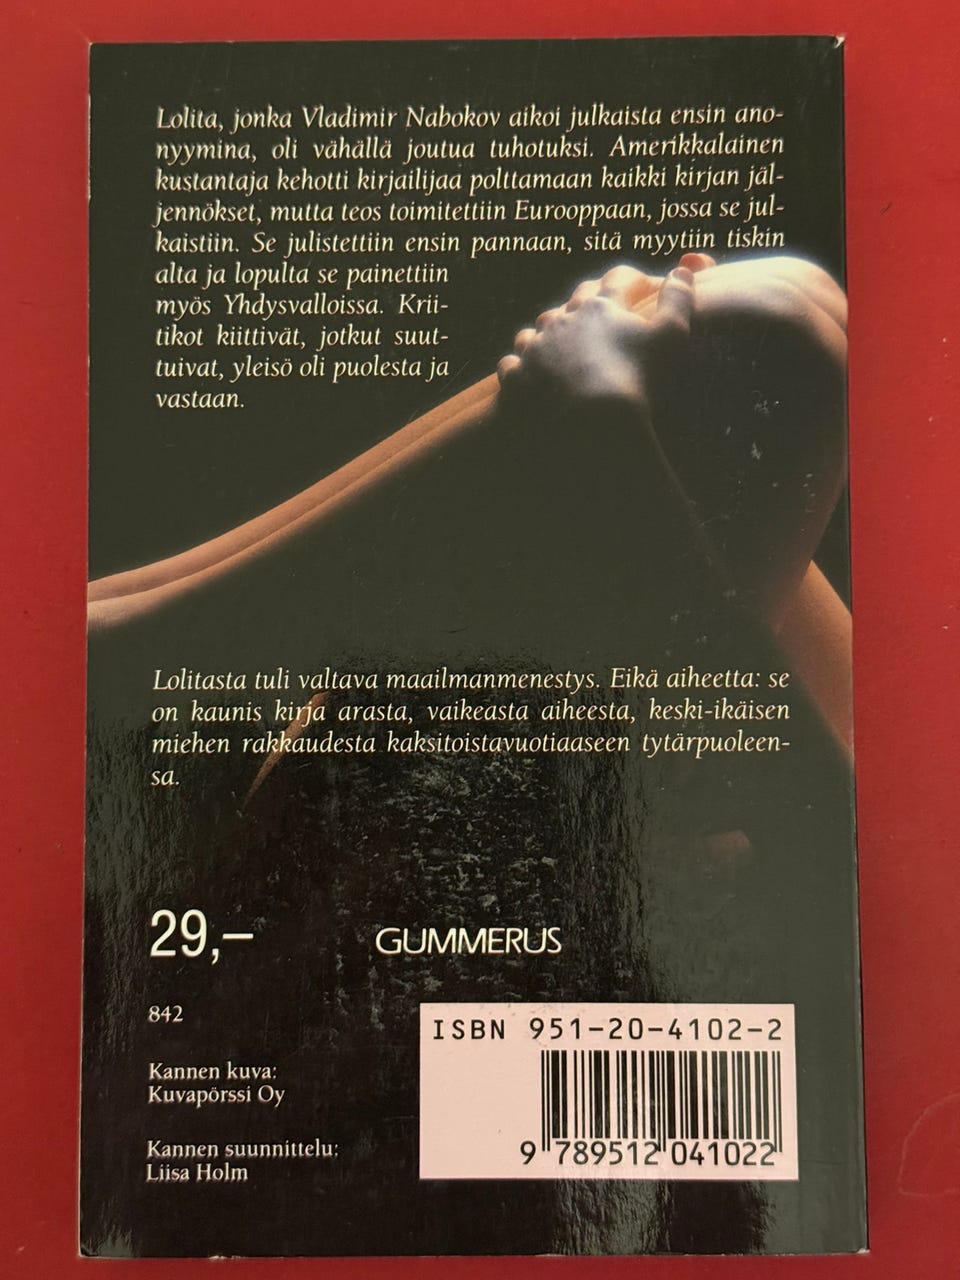 Lolita, jonka Vladimir Nabokov aikoi julkaista ensin ano-
nyymina, oli vähällä joutua tuhotuksi. Amerikkalainen
kustantaja kehotti kirjailijaa polttamaan kaikki kirjan jäl-
jennökset, mutta teos toimitettiin Eurooppaan, jossa se jul-
kaistiin. Se julistettiin ensin pannaan, sitä myytiin tiskin
alta ja lopulta se painettiin
myös Yhdysvalloissa. Krii-
tikot kiittivät, jotkut suut-
tuivat, yleisö oli puolesta ja
vastaan.
Lolitasta tuli valtava maailmanmenestys. Eikä aiheetta: se
on kaunis kirja arasta, vaikeasta aiheesta, keski-ikäisen
miehen rakkaudesta kaksitoistavuotiaaseen tytärpuoleen-
sa.
29,–
GUMMERUS
842
Kannen kuva:
Kuvapörssi Oy
Kannen suunnittelu:
Liisa Holm
ISBN 951-20-4102-2
9 789512 041022